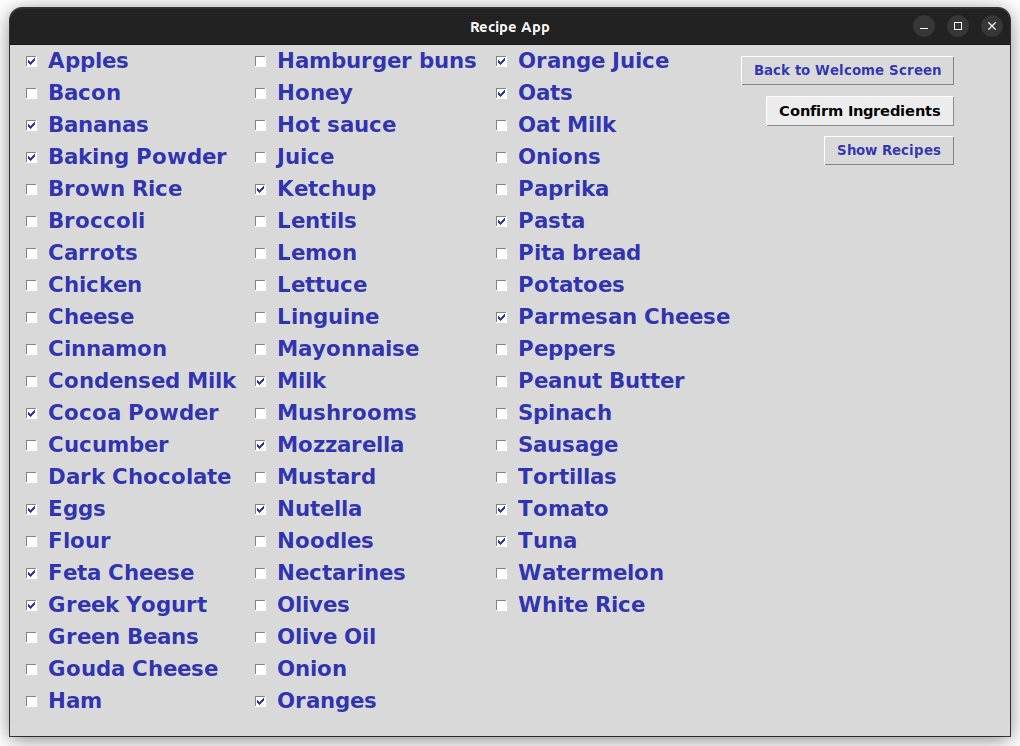 Recipe App
Apples
Bacon
Bananas
Baking Powder
Brown Rice
Broccoli
Carrots
Chicken
Cheese
Cinnamon
Condensed Milk
Cocoa Powder
Cucumber
Dark Chocolate
Eggs
Flour
Feta Cheese
Greek Yogurt
Green Beans
Gouda Cheese
Ham
Hamburger buns
Honey
Hot sauce
Juice
Ketchup
Lentils
Lemon
Lettuce
Linguine
Mayonnaise
Milk
Mushrooms
Mozzarella
Mustard
Nutella
Noodles
Nectarines
Olives
Olive Oil
Onion
Oranges
Orange Juice
Oats
Oat Milk
Onions
Paprika
Pasta
Pita bread
Potatoes
Parmesan Cheese
Peppers
Peanut Butter
Spinach
Sausage
Tortillas
Tomato
Tuna
Watermelon
White Rice
Back to Welcome Screen
Confirm Ingredients
Show Recipes